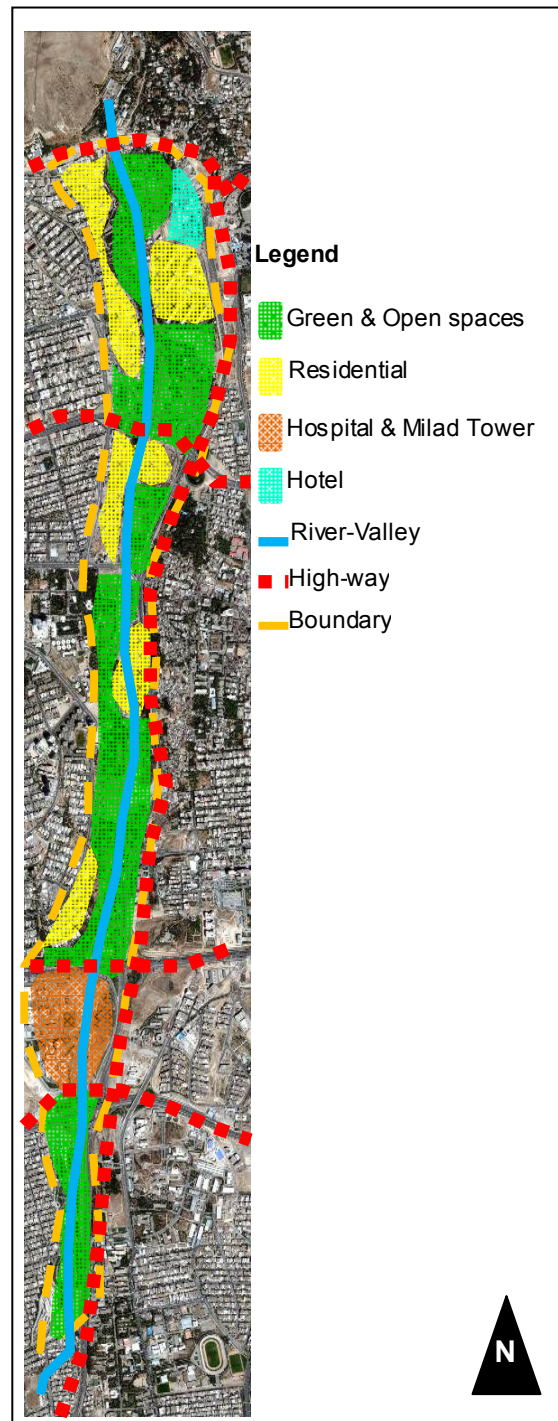 Legend
Green & Open spaces
Residential
Hospital & Milad Tower
Hotel
River-Valley
High-way
Boundary
N